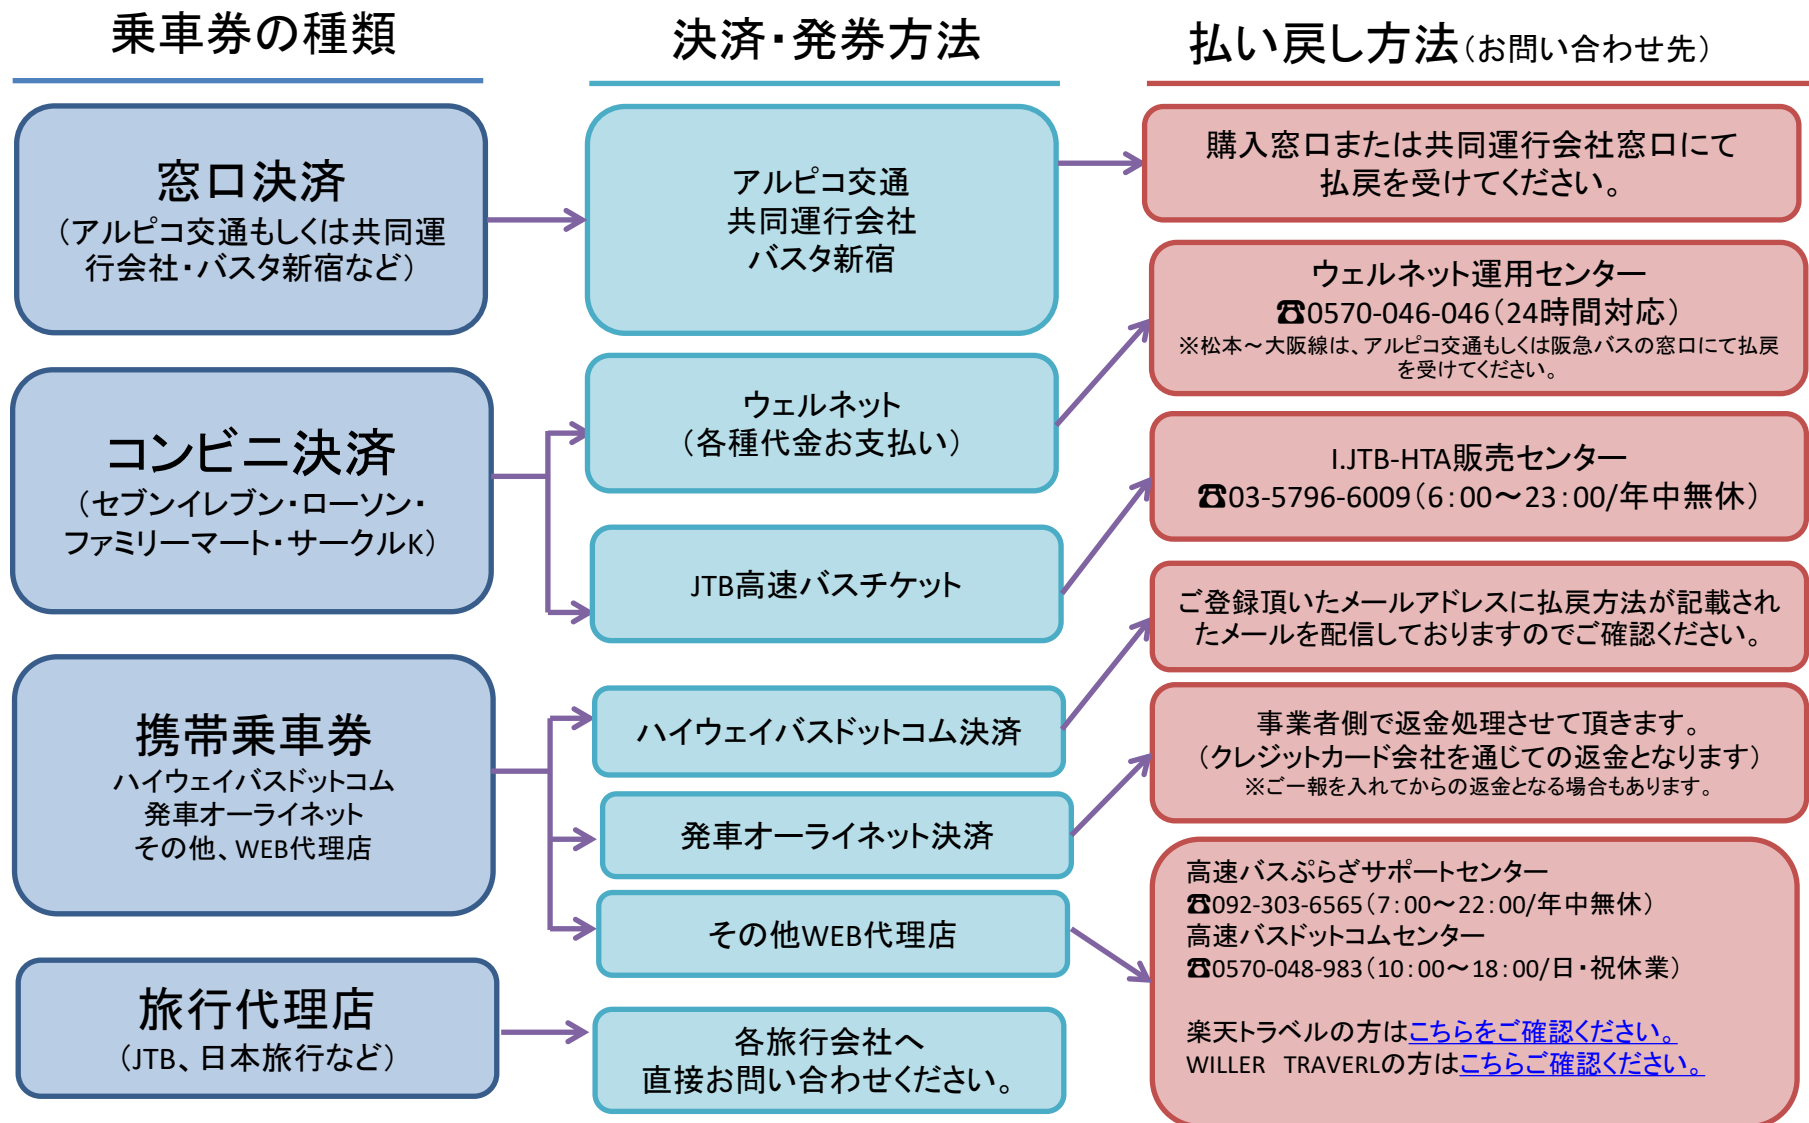 乗車券の種類
決済・発券方法
払い戻し方法（お問い合わせ先）
窓口決済
（アルピコ交通もしくは共同運
行会社・バスタ新宿など）
アルピコ交通
共同運行会社
バスタ新宿
購入窓口または共同運行会社窓口にて
払戻を受けてください。
コンビニ決済
（セブンイレブン・ローソン・
ファミリーマート・サークルK）
ウェルネット
（各種代金お支払い）
ウェルネット運用センター
☎0570-046-046（24時間対応）
※松本～大阪線は、アルピコ交通もしくは阪急バスの窓口にて払戻
を受けてください。
JTB高速バスチケット
I.JTB-HTA販売センター
☎03-5796-6009（6：00～23：00/年中無休）
携帯乗車券
ハイウェイバスドットコム
発車オーライネット
その他、WEB代理店
ハイウェイバスドットコム決済
ご登録頂いたメールアドレスに払戻方法が記載され
たメールを配信しておりますのでご確認ください。
発車オーライネット決済
事業者側で返金処理させて頂きます。
（クレジットカード会社を通じての返金となります）
※ご一報を入れてからの返金となる場合もあります。
その他WEB代理店
高速バスぷらざサポートセンター
☎092-303-6565（7：00～22：00/年中無休）
高速バスドットコムセンター
☎0570-048-983（10：00～18：00/日・祝休業）
楽天トラベルの方はこちらをご確認ください。
WILLER　TRAVERLの方はこちらご確認ください。
旅行代理店
（JTB、日本旅行など）
各旅行会社へ
直接お問い合わせください。